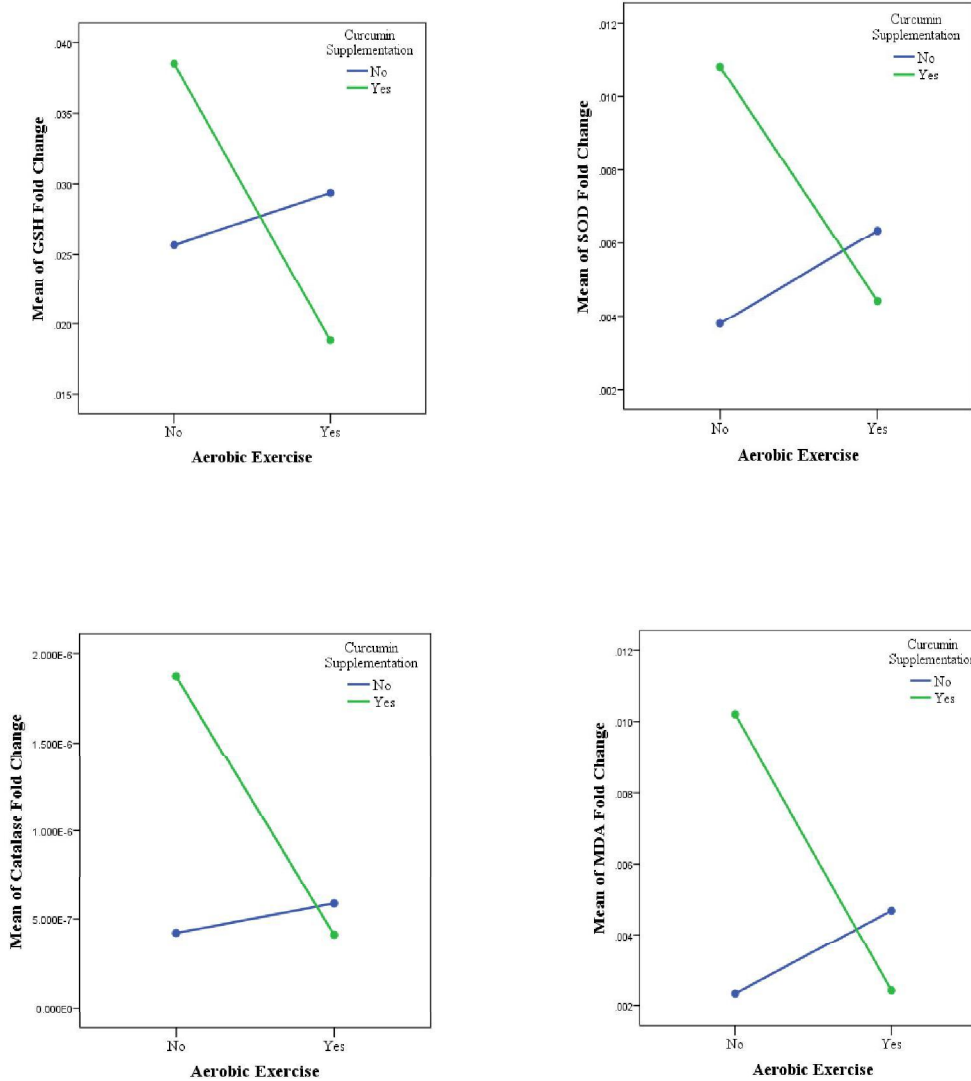 Curcumin
Supplementation
No
Yes
Mean of GSH Fold Change
.040
.035
.030
.025
.020
.015
No
Yes
Aerobic Exercise
Curcumin
Supplementation
No
Yes
Mean of SOD Fold Change
.012
.010
.008
.006
.004
.002
No
Yes
Aerobic Exercise
Curcumin
Supplementation
No
Yes
Mean of Catalase Fold Change
2.000E-6
1.500E-6
1.000E-6
5.000E-7
0.000E0
No
Yes
Aerobic Exercise
Curcumin
Supplementation
No
Yes
Mean of MDA Fold Change
.012
.010
.008
.006
.004
.002
No
Yes
Aerobic Exercise